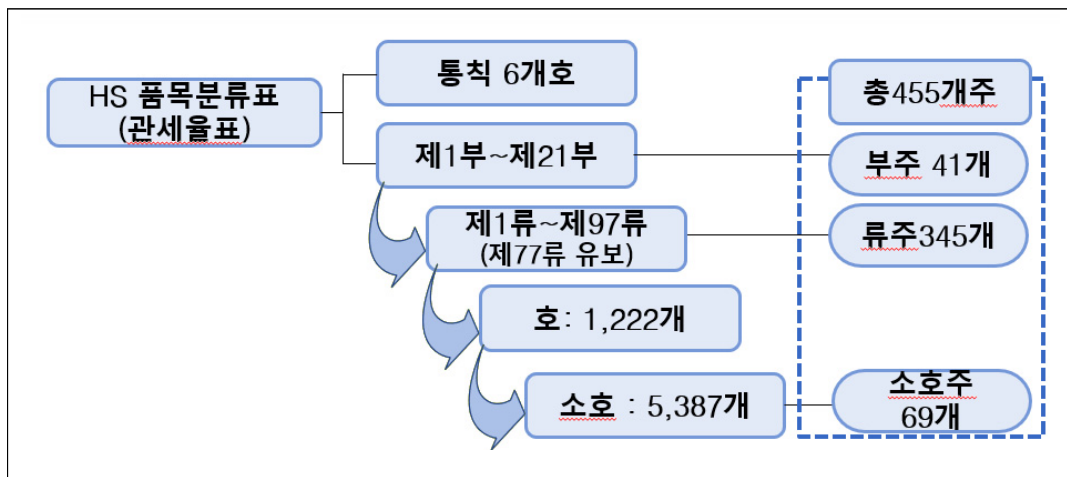 HS 품목분류표
(관세율표)
통칙 6개호
제1부~제21부
제1류~제97류
(제77류 유보)
호: 1,222개
소호 : 5,387개
총455개주
부주 41개
류주345개
소호주
69개